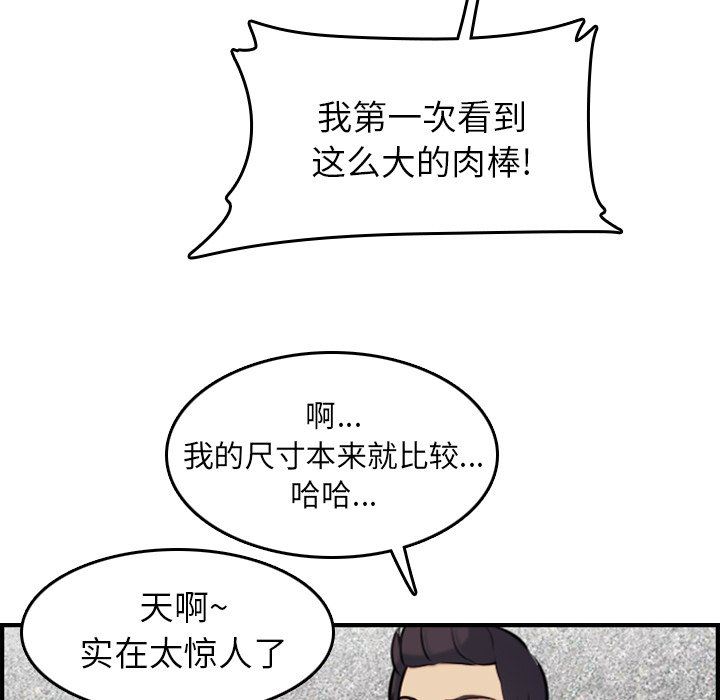 我第一次看到
这么大的肉棒!
啊...
我的尺寸本来就比较...
哈哈...
天啊~
实在太惊人了